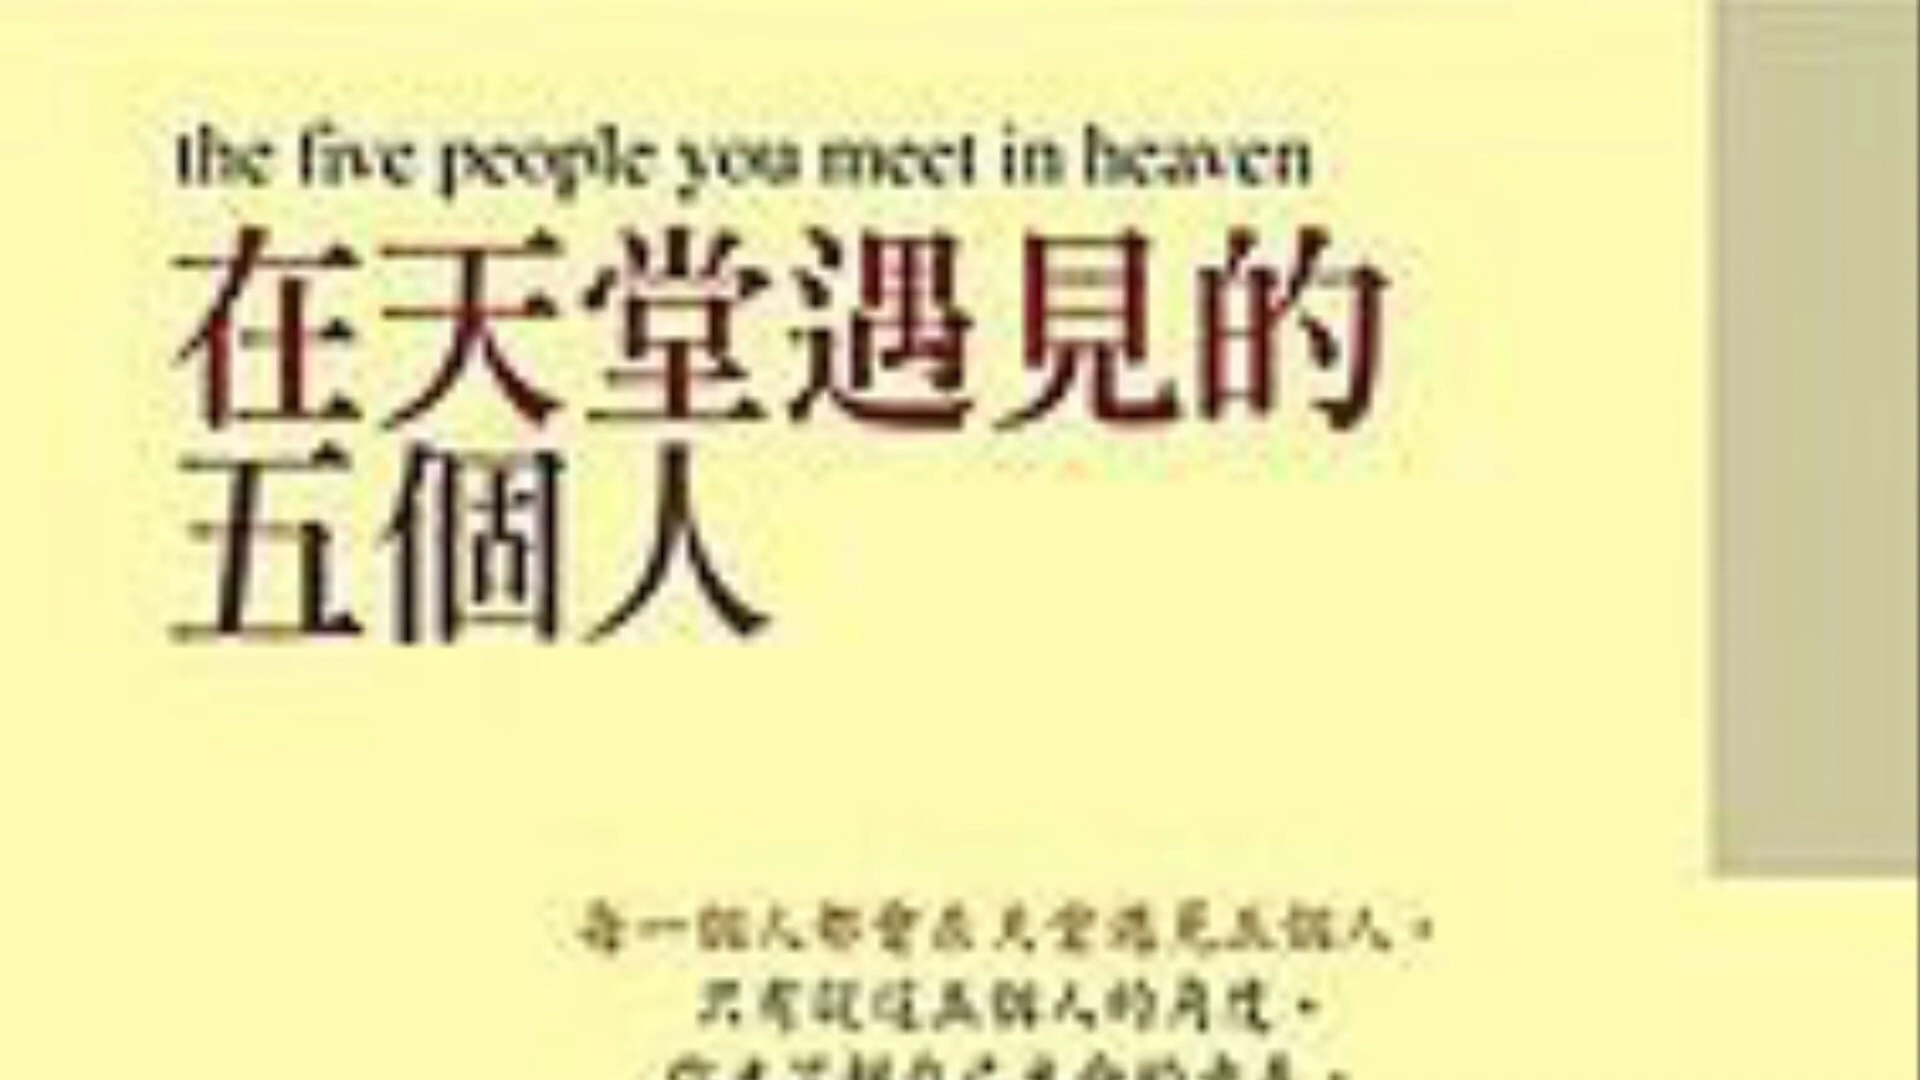 the five people you meet in heaven
在天堂遇見的
五個人
每一個人都會在天堂遇見五個人。
只有從這五個人的角度，